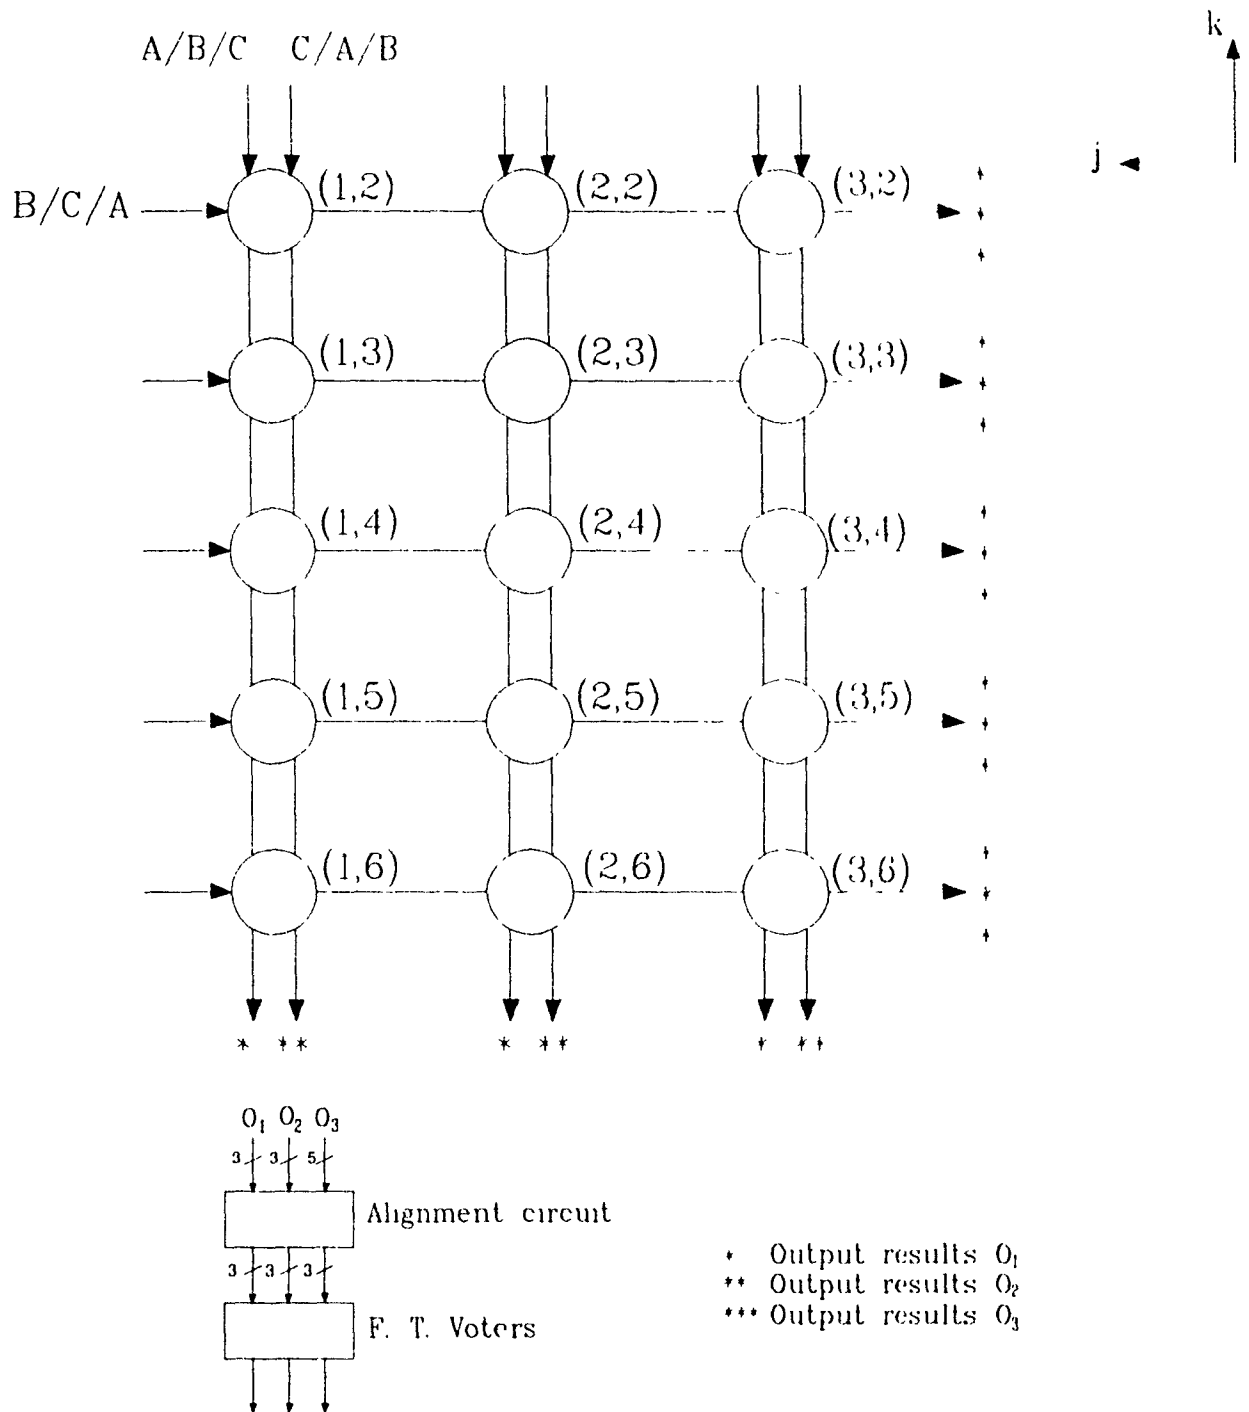 A/B/C C/A/B
k
j
B/C/A
(1,2) (2,2) (3,2)
*
*
*
(1,3) (2,3) (3,3)
*
*
*
(1,4) (2,4) (3,4)
*
*
*
(1,5) (2,5) (3,5)
*
*
*
(1,6) (2,6) (3,6)
*
*
*
* ** * ** * **
O₁ O₂ O₃
3 3 5
Alignment circuit
3 3 3
F. T. Voters
* Output results O₁
** Output results O₂
*** Output results O₃